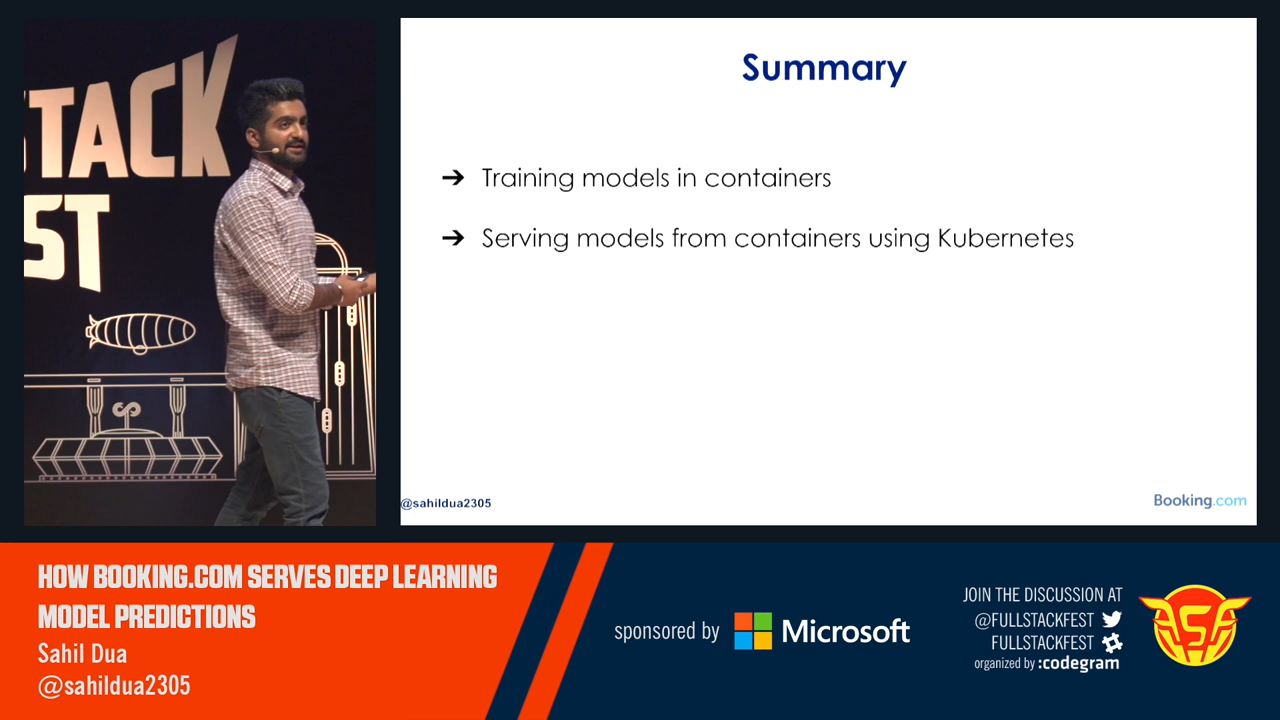 STACK
ST
Summary
➔ Training models in containers
➔ Serving models from containers using Kubernetes
@sahildua2305
Booking.com
HOW BOOKING.COM SERVES DEEP LEARNING
MODEL PREDICTIONS
Sahil Dua
@sahildua2305
sponsored by Microsoft
JOIN THE DISCUSSION AT
@FULLSTACKFEST
FULLSTACKFEST
organized by :codegram
FSF